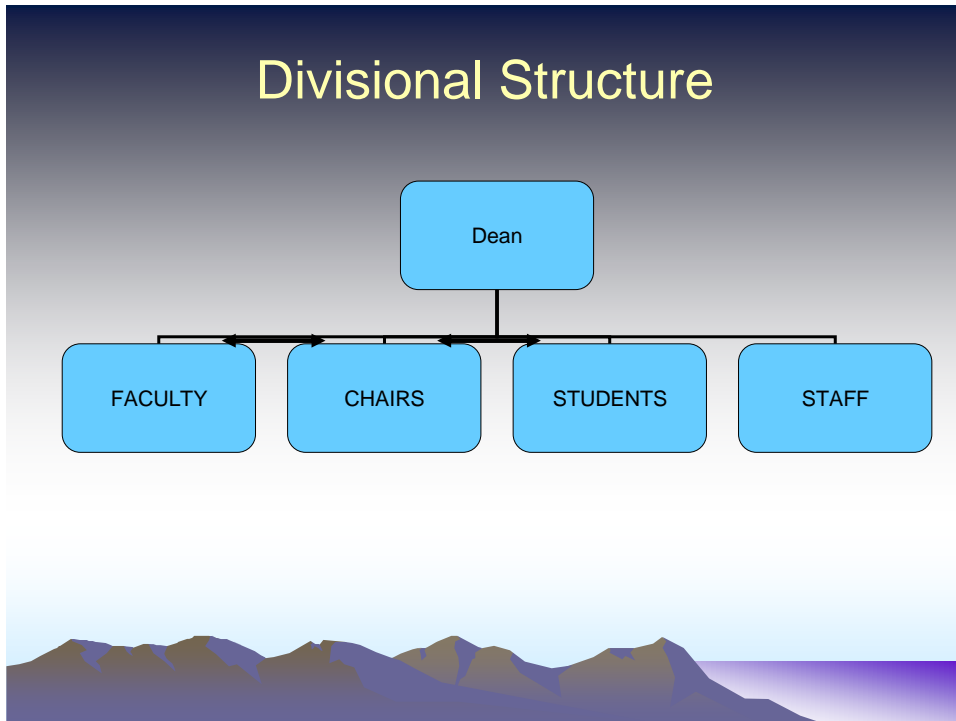 Divisional Structure
Dean
FACULTY
CHAIRS
STUDENTS
STAFF